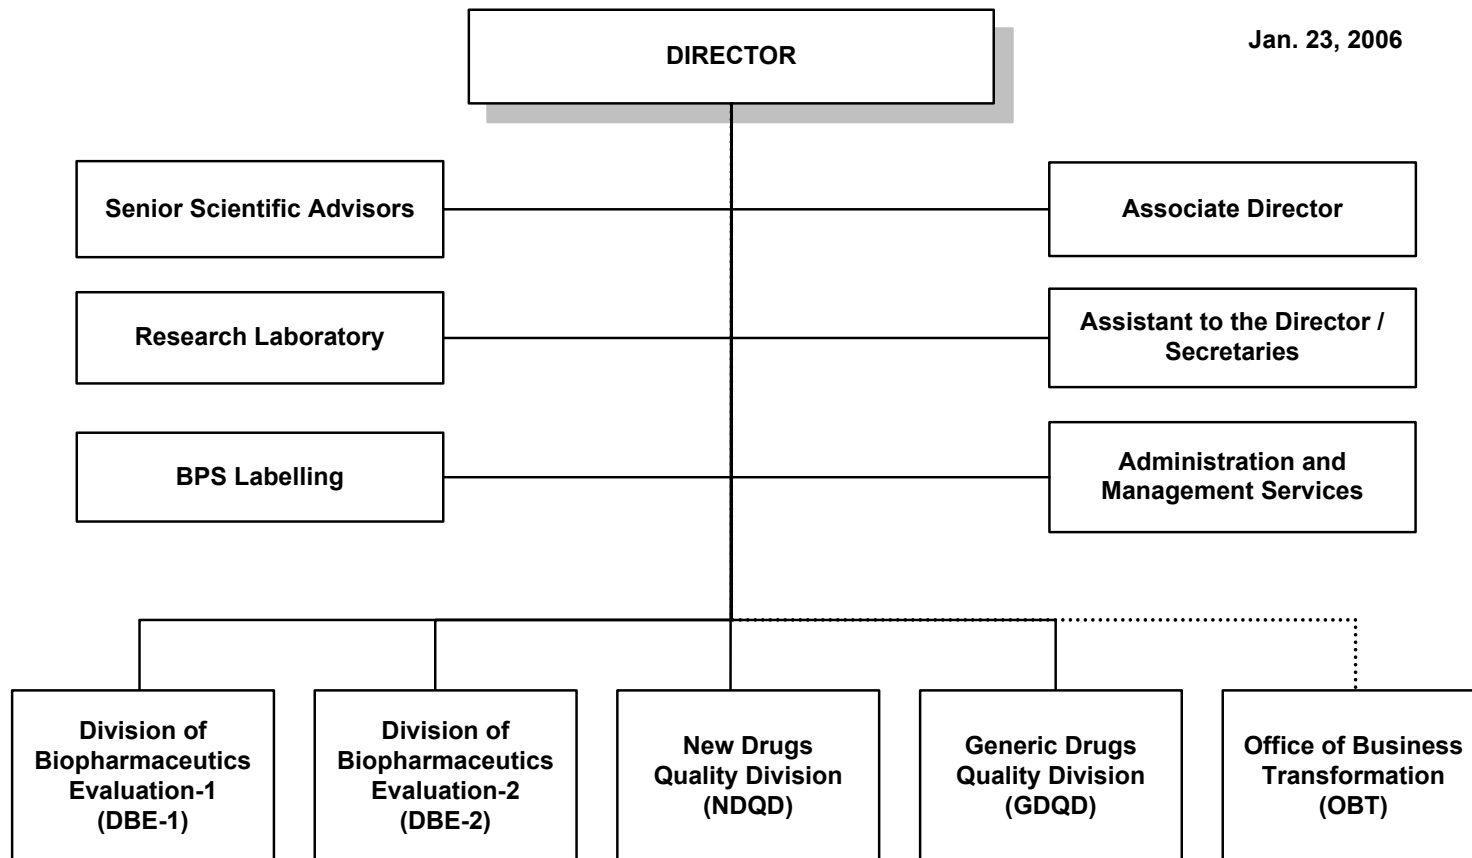 DIRECTOR
Jan. 23, 2006
Senior Scientific Advisors
Associate Director
Research Laboratory
Assistant to the Director /
Secretaries
BPS Labelling
Administration and
Management Services
Division of
Biopharmaceutics
Evaluation-1
(DBE-1)
Division of
Biopharmaceutics
Evaluation-2
(DBE-2)
New Drugs
Quality Division
(NDQD)
Generic Drugs
Quality Division
(GDQD)
Office of Business
Transformation
(OBT)